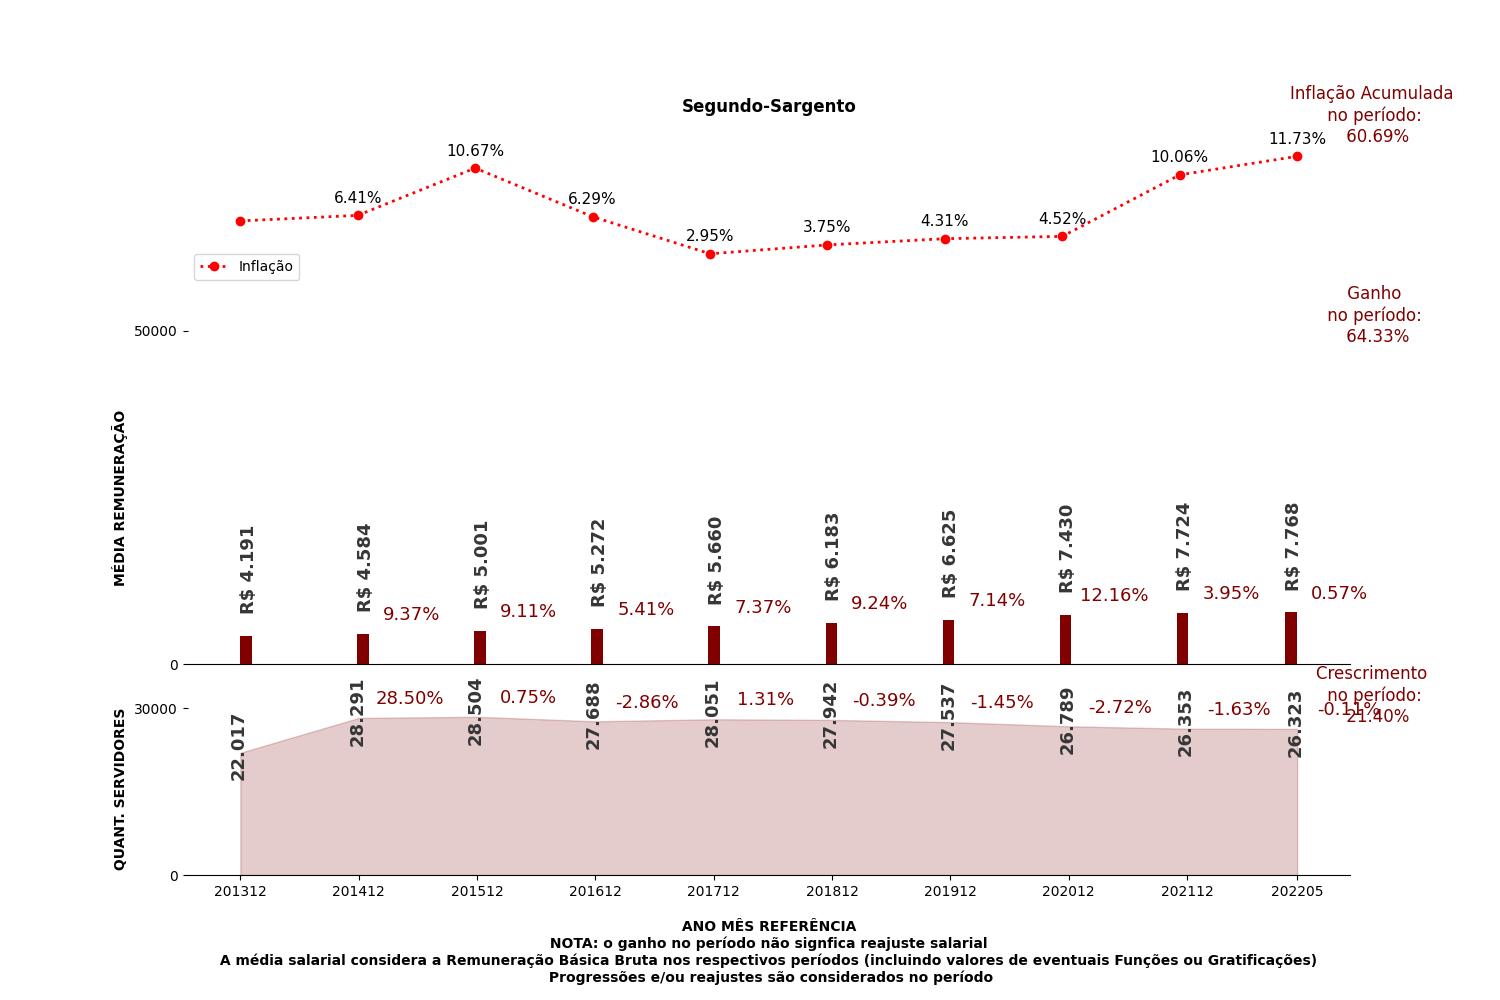 Segundo-Sargento
Inflação Acumulada
no período:
60.69%
6.41%
10.67%
6.29%
2.95%
3.75%
4.31%
4.52%
10.06%
11.73%
Inflação
Ganho
no período:
64.33%
50000
0
MÉDIA REMUNERAÇÃO
R$ 4.191
R$ 4.584
R$ 5.001
R$ 5.272
R$ 5.660
R$ 6.183
R$ 6.625
R$ 7.430
R$ 7.724
R$ 7.768
9.37%
9.11%
5.41%
7.37%
9.24%
7.14%
12.16%
3.95%
0.57%
Crescrimento
no período:
21.40%
30000
0
QUANT. SERVIDORES
22.017
28.291
28.504
27.688
28.051
27.942
27.537
26.789
26.353
26.323
28.50%
0.75%
-2.86%
1.31%
-0.39%
-1.45%
-2.72%
-1.63%
-0.11%
201312
201412
201512
201612
201712
201812
201912
202012
202112
202205
ANO MÊS REFERÊNCIA
NOTA: o ganho no período não signfica reajuste salarial
A média salarial considera a Remuneração Básica Bruta nos respectivos períodos (incluindo valores de eventuais Funções ou Gratificações)
Progressões e/ou reajustes são considerados no período